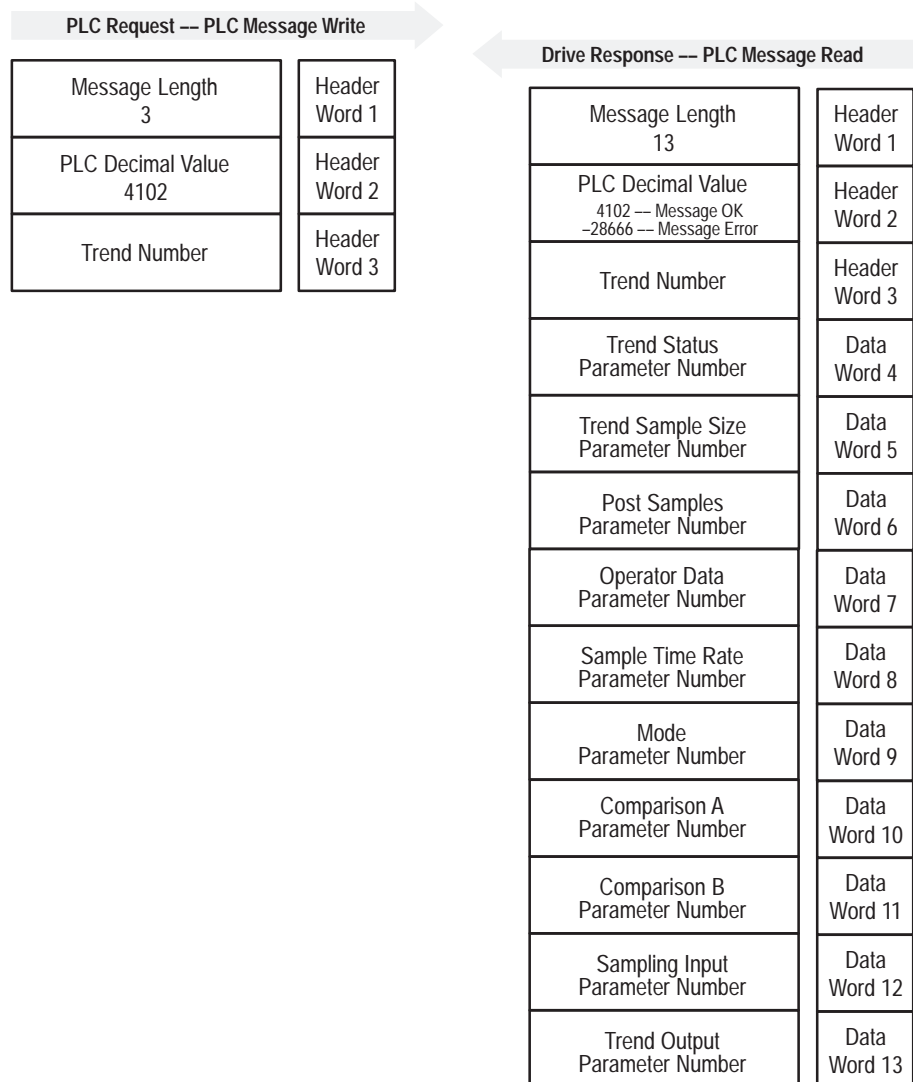 PLC Request –– PLC Message Write
Message Length
3
Header
Word 1
PLC Decimal Value
4102
Header
Word 2
Trend Number
Header
Word 3
Drive Response –– PLC Message Read
Message Length
13
Header
Word 1
PLC Decimal Value
4102 –– Message OK
–28666 –– Message Error
Header
Word 2
Trend Number
Header
Word 3
Trend Status
Parameter Number
Data
Word 4
Trend Sample Size
Parameter Number
Data
Word 5
Post Samples
Parameter Number
Data
Word 6
Operator Data
Parameter Number
Data
Word 7
Sample Time Rate
Parameter Number
Data
Word 8
Mode
Parameter Number
Data
Word 9
Comparison A
Parameter Number
Data
Word 10
Comparison B
Parameter Number
Data
Word 11
Sampling Input
Parameter Number
Data
Word 12
Trend Output
Parameter Number
Data
Word 13